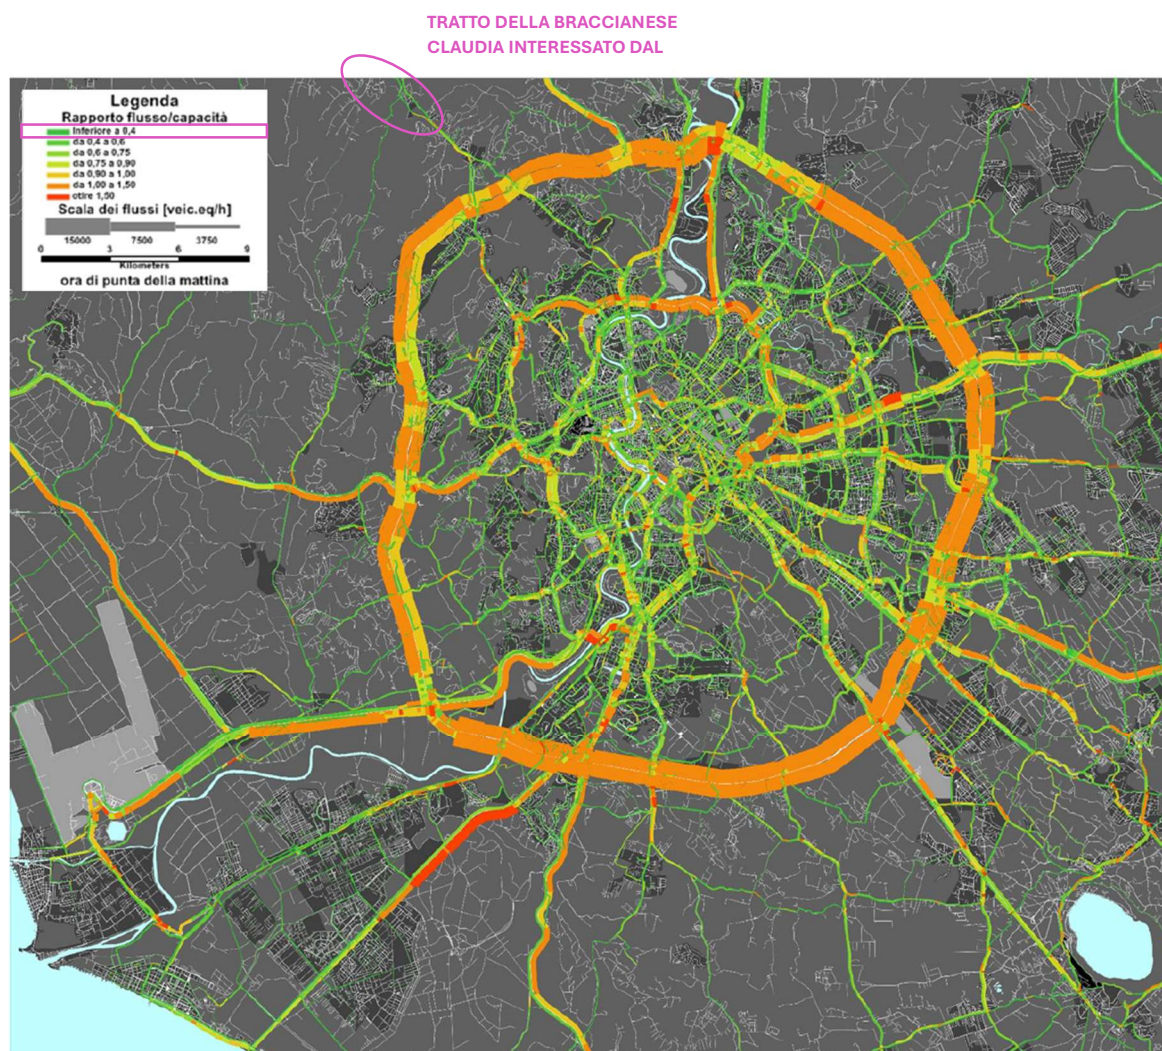 TRATTO DELLA BRACCIANESE
CLAUDIA INTERESSATO DAL
Legenda
Rapporto flusso/capacità
Inferiore a 0,4
da 0,4 a 0,6
da 0,6 a 0,75
da 0,75 a 0,90
da 0,90 a 1,00
da 1,00 a 1,50
oltre 1,50
Scala dei flussi [veic.eq/h]
15000 7500 3750
0 3 6 9
Kilometers
ora di punta della mattina